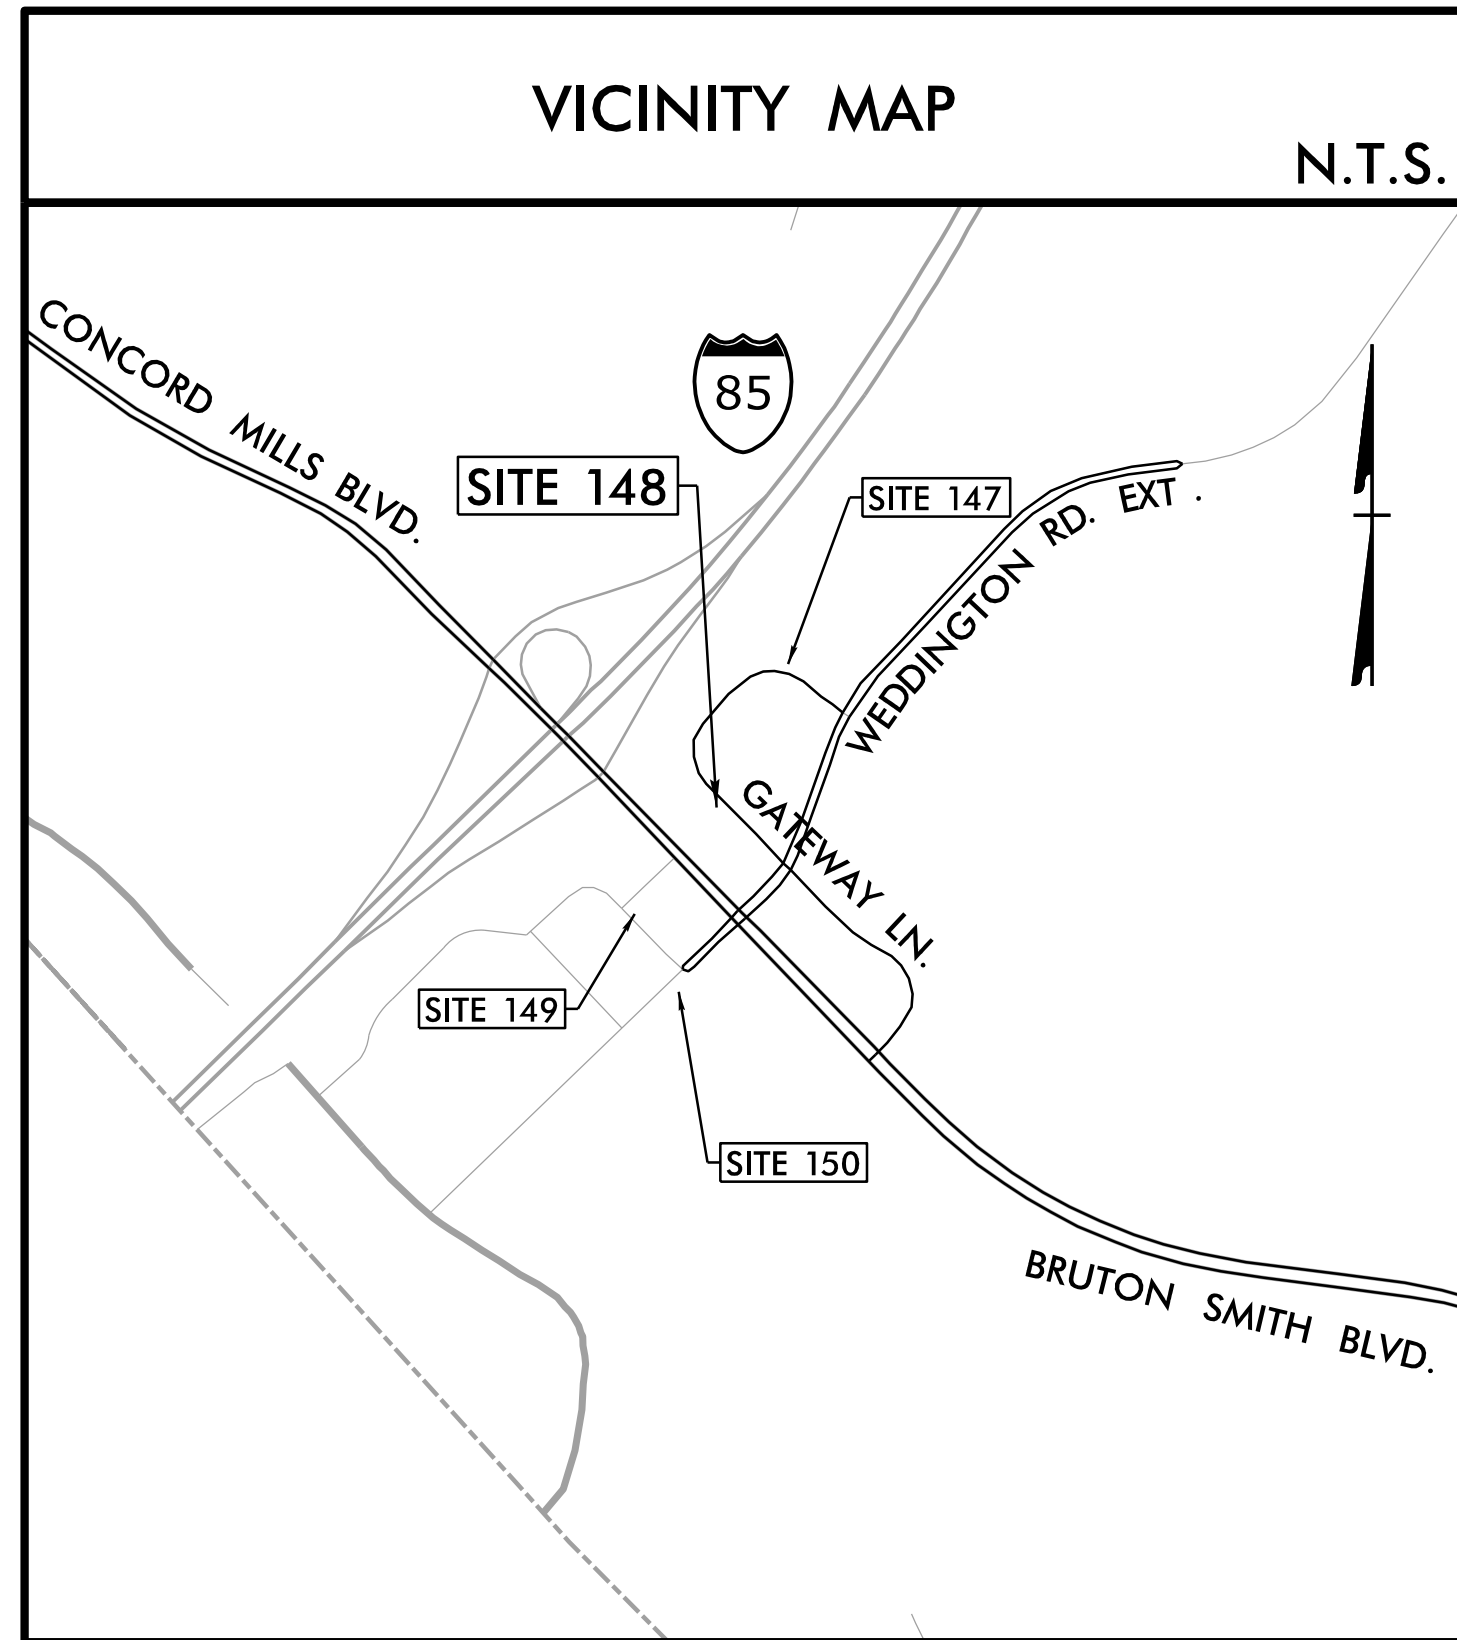 VICINITY MAP
N.T.S.
CONCORD MILLS BLVD.
85
SITE 148
SITE 147
WEDDINGTON RD. EXT .
GATEWAY LN.
SITE 149
SITE 150
BRUTON SMITH BLVD.